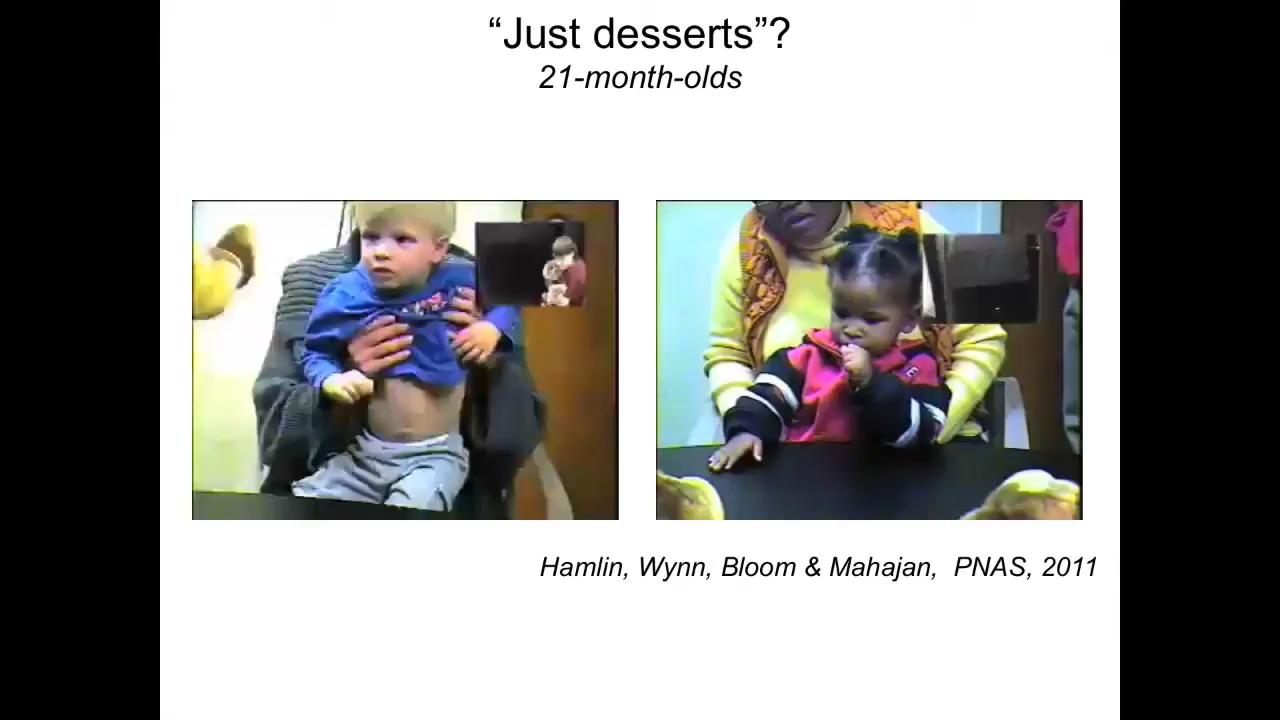 “Just desserts”?
21-month-olds
Hamlin, Wynn, Bloom & Mahajan,  PNAS, 2011